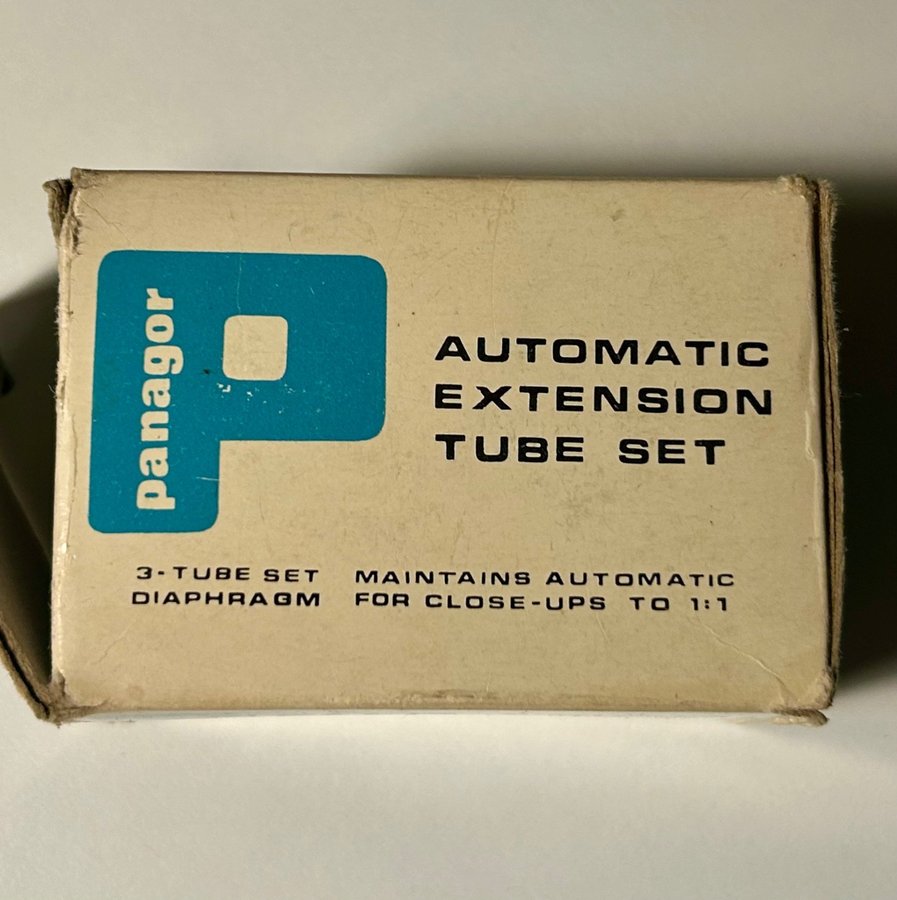 panagor
AUTOMATIC
EXTENSION
TUBE SET
3-TUBE SET MAINTAINS AUTOMATIC
DIAPHRAGM FOR CLOSE-UPS TO 1:1